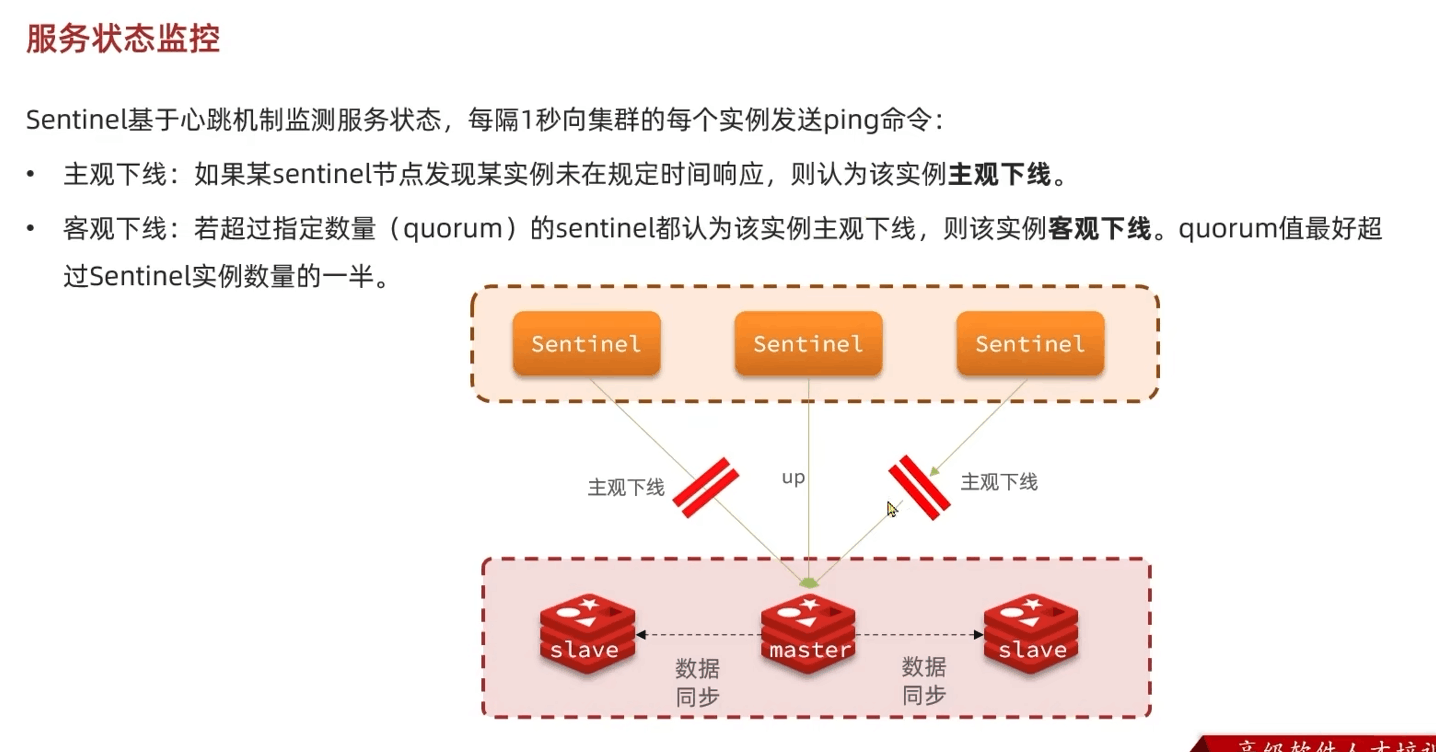 服务状态监控
Sentinel基于心跳机制监测服务状态，每隔1秒向集群的每个实例发送ping命令：
• 主观下线：如果某sentinel节点发现某实例未在规定时间响应，则认为该实例主观下线。
• 客观下线：若超过指定数量（quorum）的sentinel都认为该实例主观下线，则该实例客观下线。quorum值最好超
过Sentinel实例数量的一半。
Sentinel
Sentinel
Sentinel
主观下线
up
主观下线
slave
master
slave
数据
同步
数据
同步
高级软件人才培训